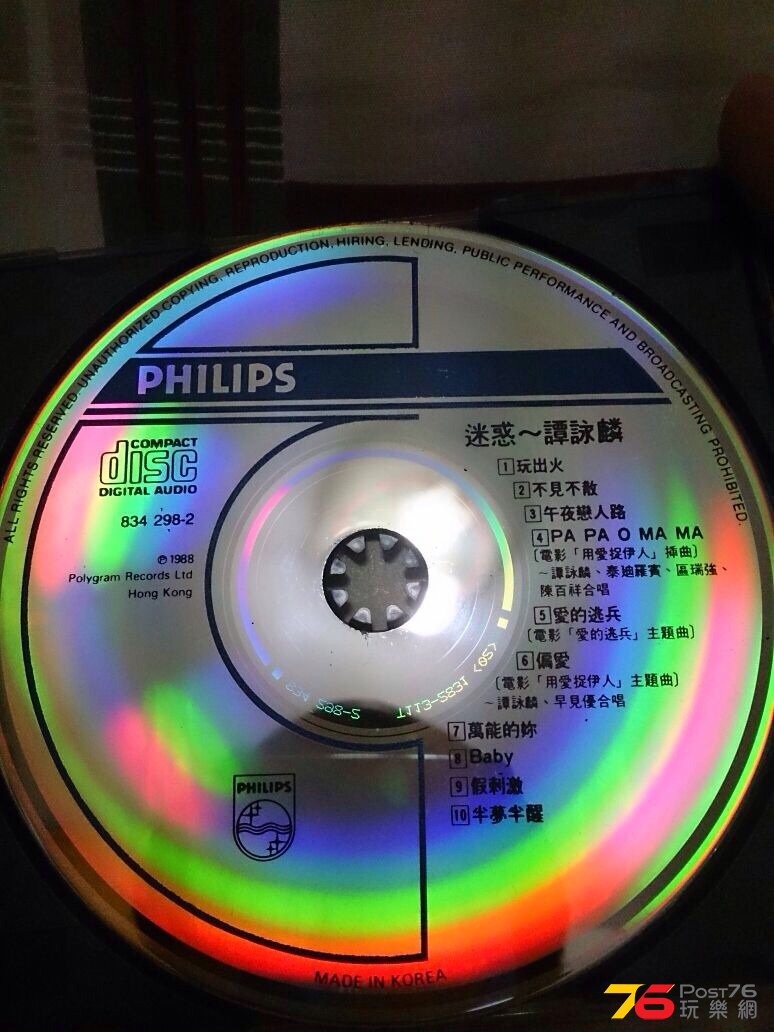 ALL RIGHTS RESERVED. UNAUTHORIZED COPYING, REPRODUCTION, HIRING, LENDING, PUBLIC PERFORMANCE AND BROADCASTING PROHIBITED.
PHILIPS
COMPACT
disc
DIGITAL AUDIO
834 298-2
℗ 1988
Polygram Records Ltd
Hong Kong
迷惑～譚詠麟
1 玩出火
2 不見不散
3 午夜戀人路
4 PA PA O MA MA
〔電影「用愛捉伊人」插曲〕
～譚詠麟、泰迪羅賓、區瑞強、
陳百祥合唱
5 愛的逃兵
〔電影「愛的逃兵」主題曲〕
6 偏愛
〔電影「用愛捉伊人」主題曲〕
～譚詠麟、早見優合唱
7 萬能的妳
8 Baby
9 假刺激
10 半夢半醒
834 298-2 T113-2831 <02>
PHILIPS
MADE IN KOREA
76 POST76
玩樂網